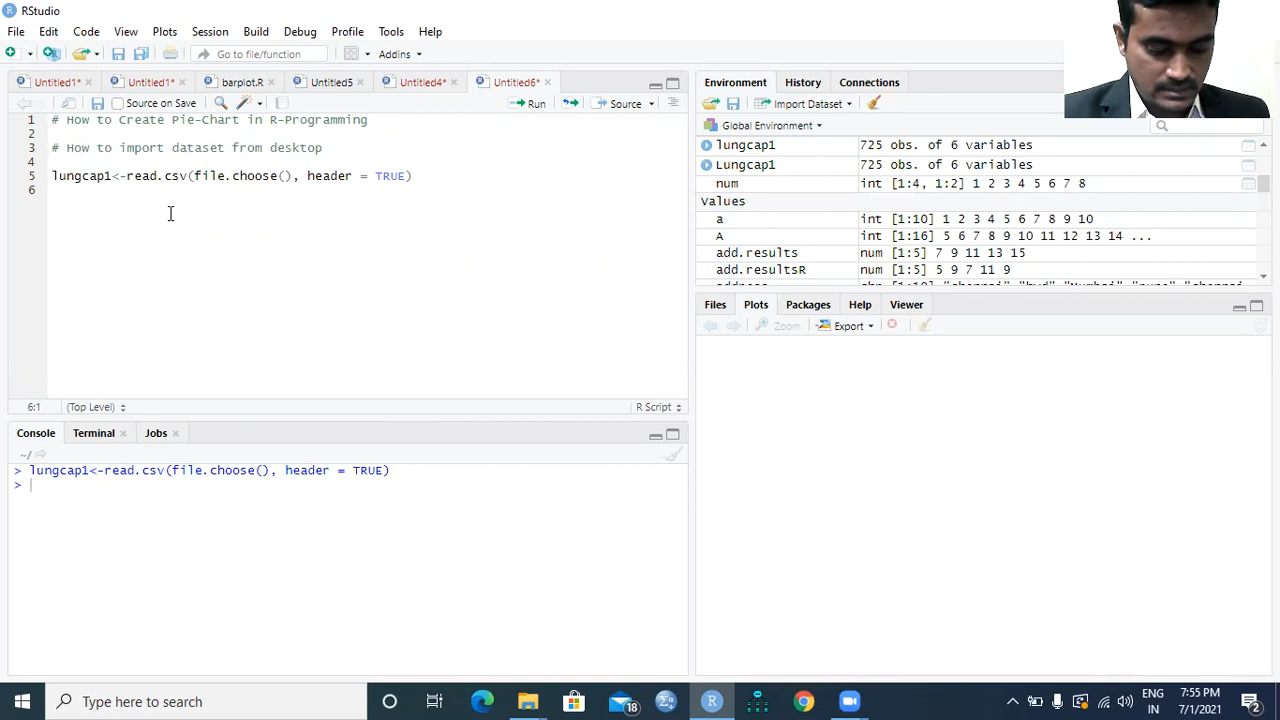 RStudio
File Edit Code View Plots Session Build Debug Profile Tools Help
Go to file/function Addins
Untitled1* Untitled1* barplot.R Untitled5 Untitled4* Untitled6*
Source on Save Run Source
1 # How to Create Pie-Chart in R-Programming
2
3 # How to import dataset from desktop
4
5 lungcap1<-read.csv(file.choose(), header = TRUE)
6
6:1 (Top Level) R Script
Console Terminal Jobs
~/
> lungcap1<-read.csv(file.choose(), header = TRUE)
>
Environment History Connections
Import Dataset
Global Environment
lungcap1 725 obs. of 6 variables
Lungcap1 725 obs. of 6 variables
num int [1:4, 1:2] 1 2 3 4 5 6 7 8
values
a int [1:10] 1 2 3 4 5 6 7 8 9 10
A int [1:16] 5 6 7 8 9 10 11 12 13 14 ...
add.results num [1:5] 7 9 11 13 15
add.resultsR num [1:5] 5 9 7 11 9
Files Plots Packages Help Viewer
Zoom Export
Type here to search
18
ENG
IN
7:55 PM
7/1/2021
2